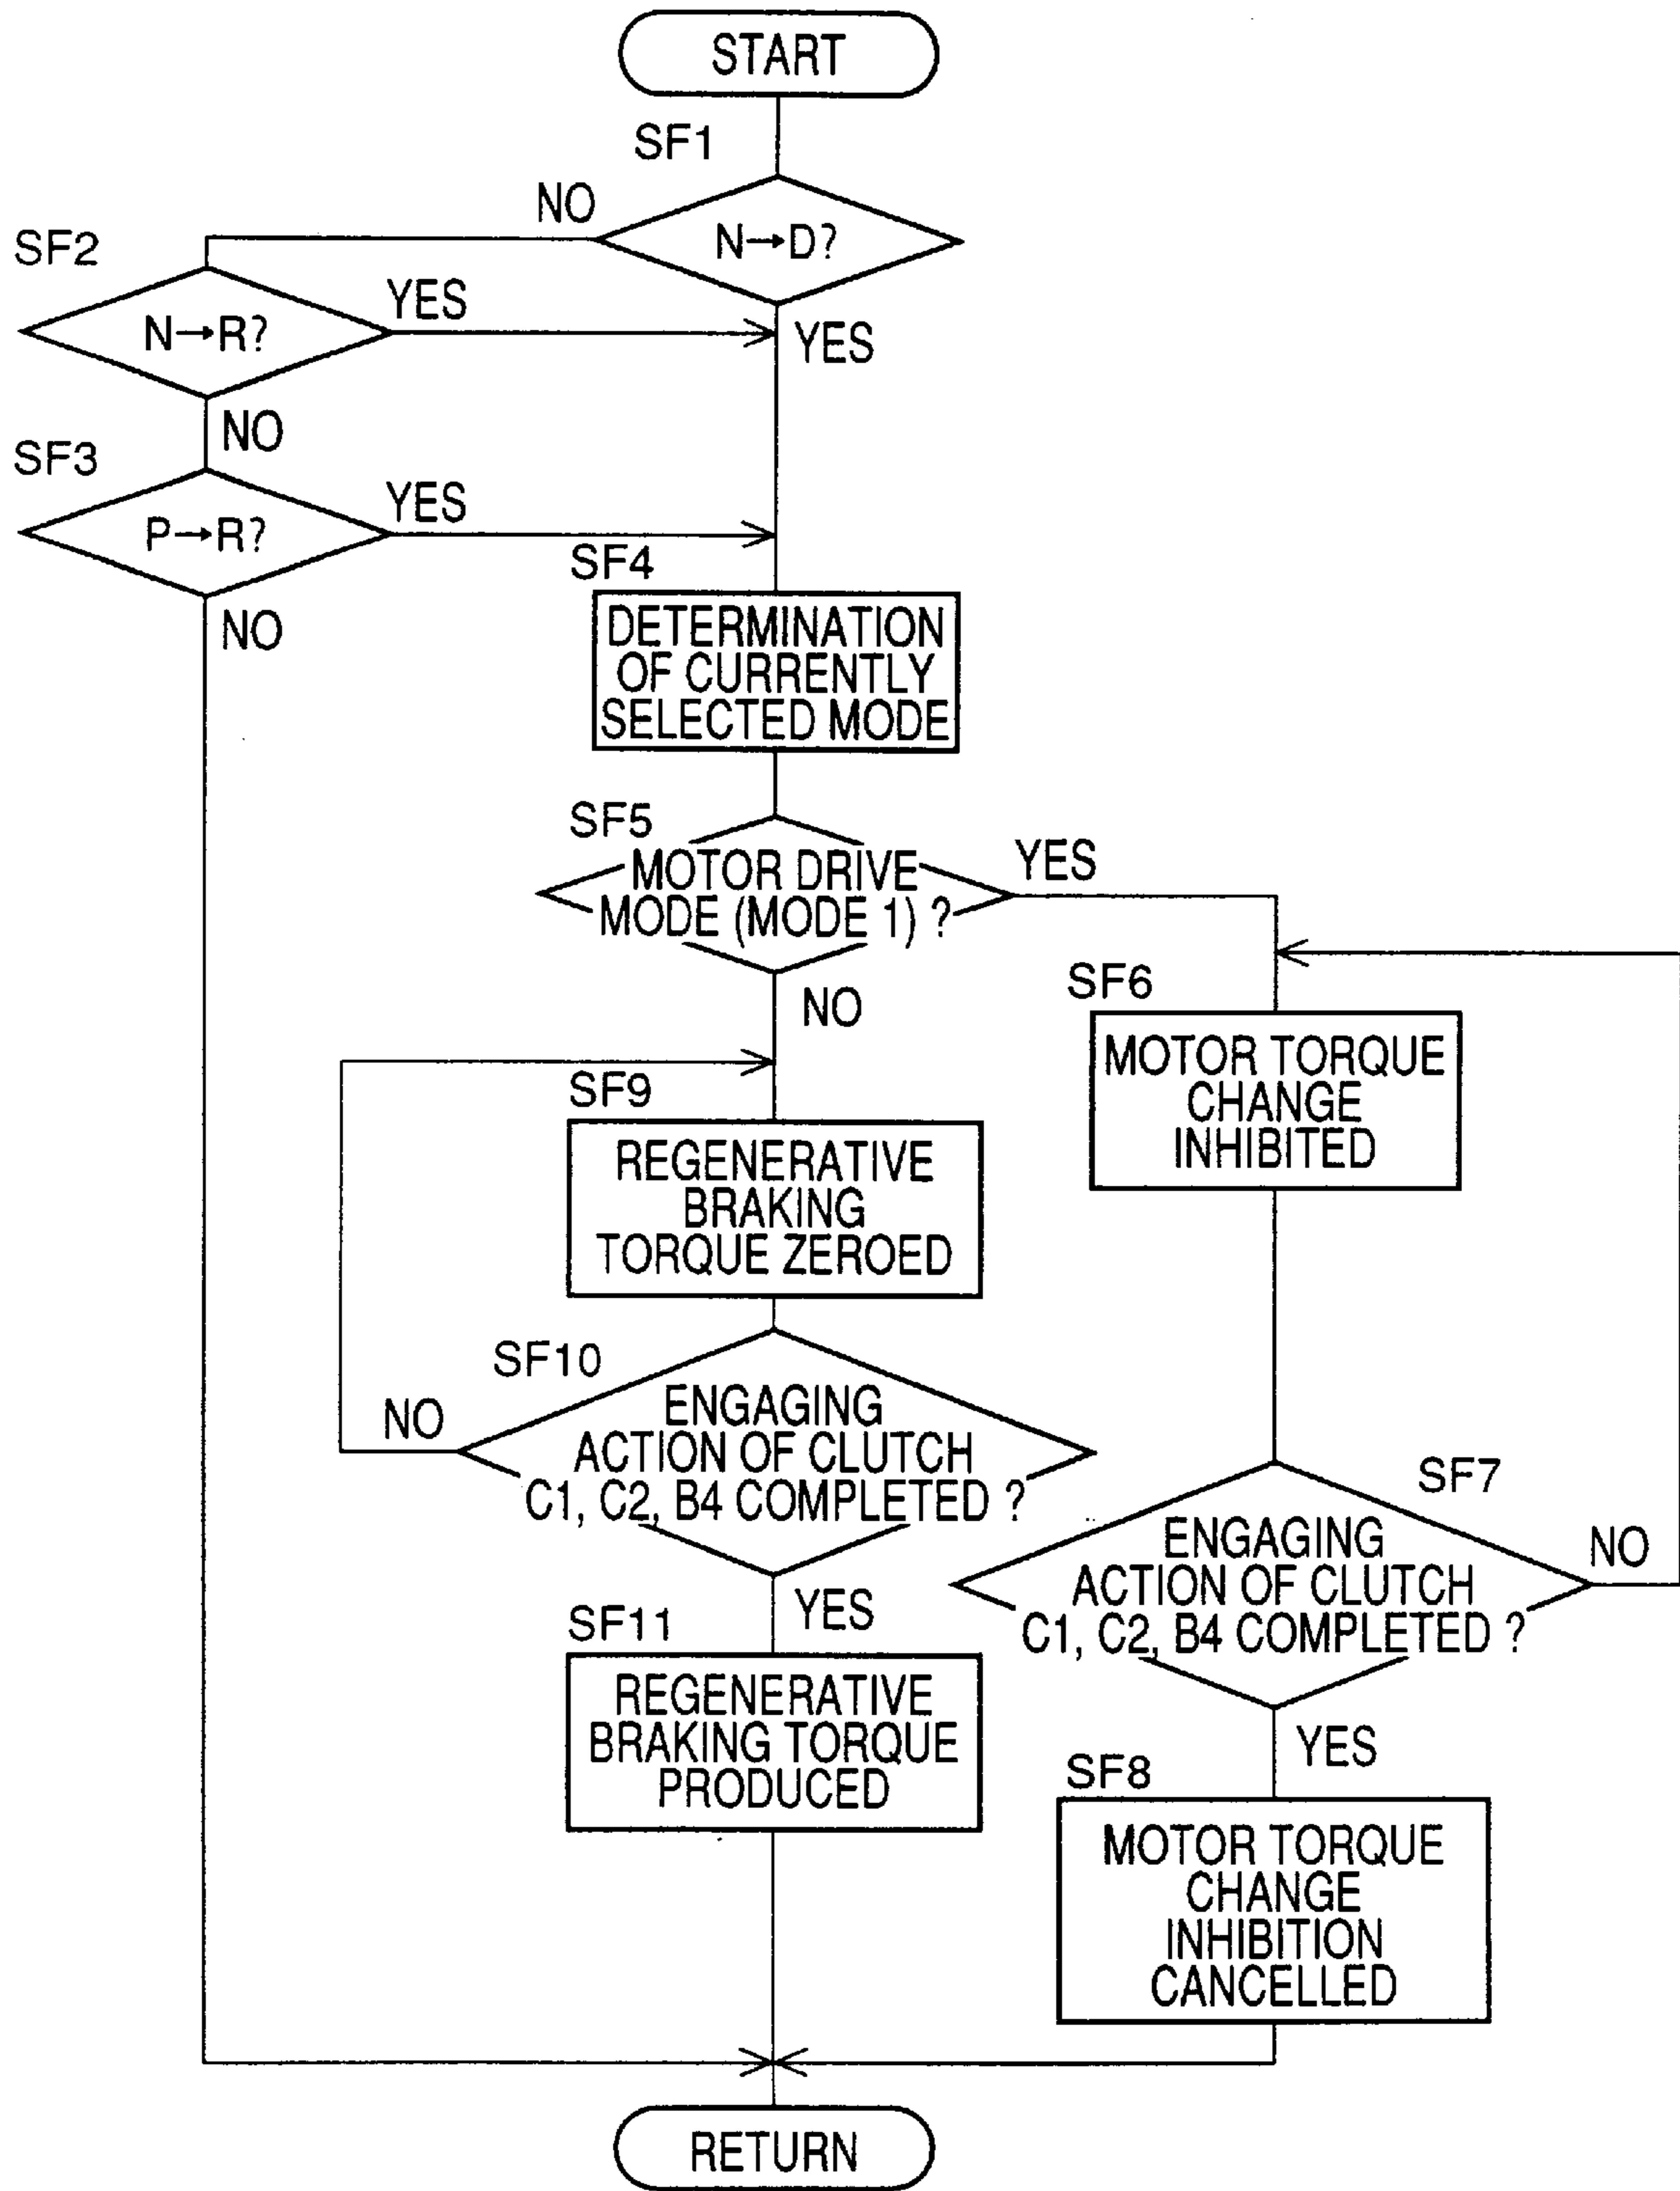 START
SF1
NO
N→D?
SF2
YES
N→R?
YES
NO
SF3
YES
P→R?
SF4
NO
DETERMINATION
OF CURRENTLY
SELECTED MODE
SF5
MOTOR DRIVE
MODE (MODE 1) ?
YES
NO
SF6
MOTOR TORQUE
CHANGE
INHIBITED
SF9
REGENERATIVE
BRAKING
TORQUE ZEROED
SF10
NO
ENGAGING
ACTION OF CLUTCH
C1, C2, B4 COMPLETED ?
SF7
ENGAGING
ACTION OF CLUTCH
C1, C2, B4 COMPLETED ?
NO
YES
SF11
REGENERATIVE
BRAKING TORQUE
PRODUCED
YES
SF8
MOTOR TORQUE
CHANGE
INHIBITION
CANCELLED
RETURN